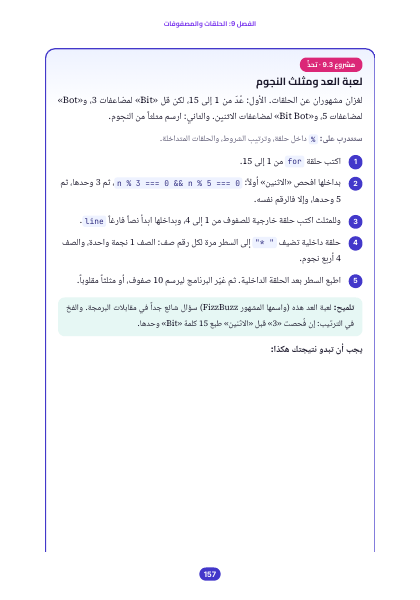 الفصل 9: الحلقات والمصفوفات
مشروع 9.3 · تحدٍّ
لعبة العد ومثلث النجوم
لغزان مشهوران عن الحلقات. الأول: عُدّ من 1 إلى 15، لكن قل «Bit» لمضاعفات 3، و«Bot»
لمضاعفات 5، و«Bit Bot» لمضاعفات الاثنين. والثاني: ارسم مثلثاً من النجوم.
ستتدرب على: % داخل حلقة، وترتيب الشروط، والحلقات المتداخلة.
1 اكتب حلقة for من 1 إلى 15.
2 بداخلها افحص «الاثنين» أولاً: n % 3 === 0 && n % 5 === 0 ، ثم 3 وحدها، ثم
5 وحدها، وإلا فالرقم نفسه.
3 وللمثلث اكتب حلقة خارجية للصفوف من 1 إلى 4، وبداخلها ابدأ نصاً فارغاً line .
4 حلقة داخلية تضيف "* " إلى السطر مرة لكل رقم صف: الصف 1 نجمة واحدة، والصف
4 أربع نجوم.
5 اطبع السطر بعد الحلقة الداخلية. ثم غيّر البرنامج ليرسم 10 صفوف، أو مثلثاً مقلوباً.
تلميح: لعبة العد هذه (واسمها المشهور FizzBuzz) سؤال شائع جداً في مقابلات البرمجة. والفخ
في الترتيب: إن فُحصت «3» قبل «الاثنين» طبع 15 كلمة «Bit» وحدها.
يجب أن تبدو نتيجتك هكذا:
157